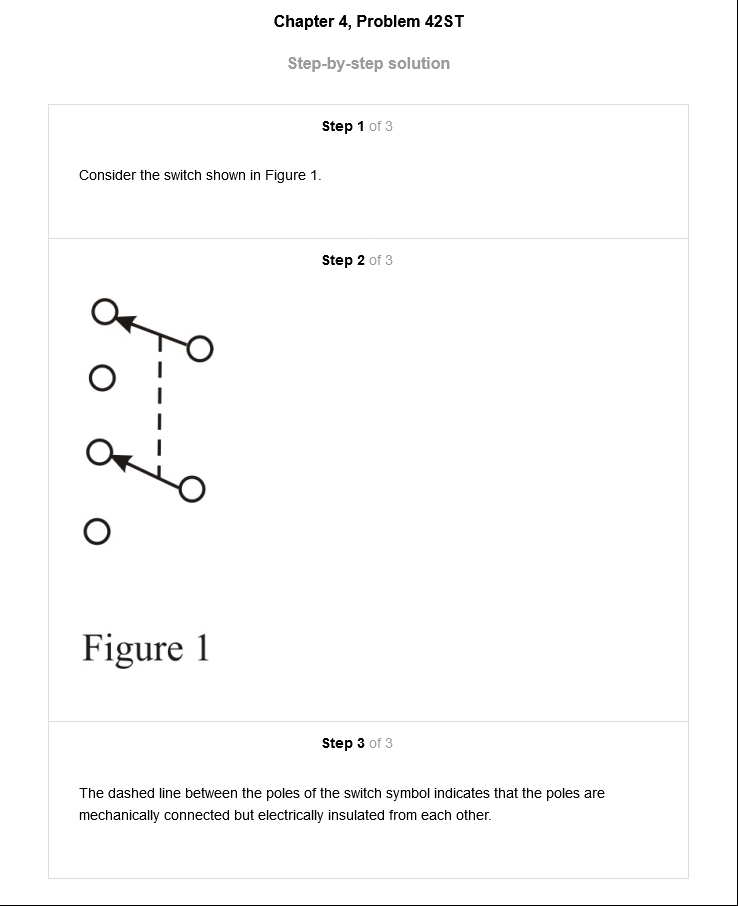 Chapter 4, Problem 42ST
Step-by-step solution
Step 1 of 3
Consider the switch shown in Figure 1.
Step 2 of 3
Figure 1
Step 3 of 3
The dashed line between the poles of the switch symbol indicates that the poles are
mechanically connected but electrically insulated from each other.